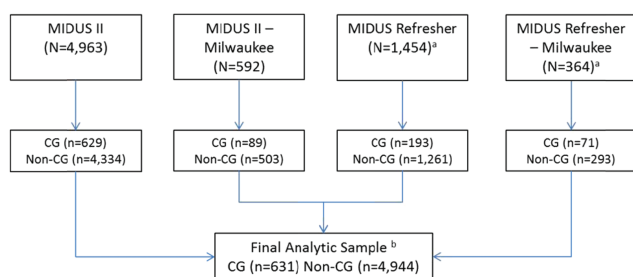 MIDUS II
(N=4,963)
MIDUS II –
Milwaukee
(N=592)
MIDUS Refresher
(N=1,454)ᵃ
MIDUS Refresher
– Milwaukee
(N=364)ᵃ
CG (n=629)
Non-CG (n=4,334)
CG (n=89)
Non-CG (n=503)
CG (n=193)
Non-CG (n=1,261)
CG (n=71)
Non-CG (n=293)
Final Analytic Sample ᵇ
CG (n=631) Non-CG (n=4,944)